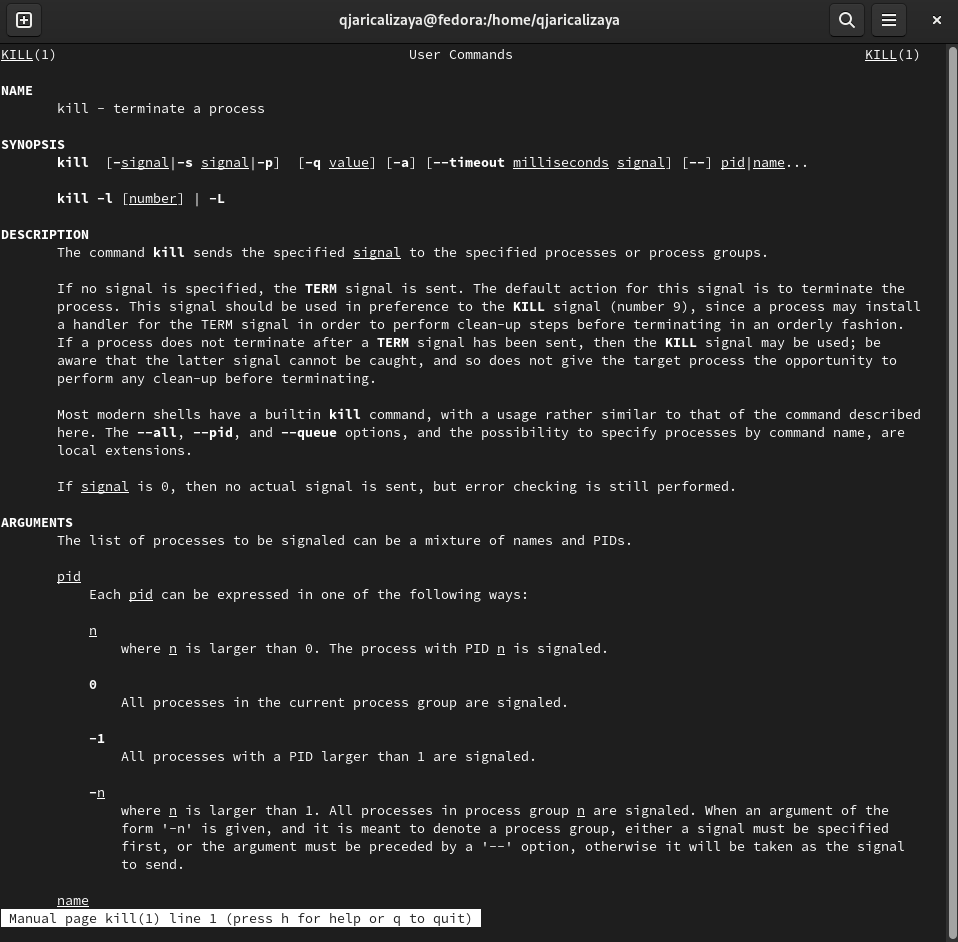 qjaricalizaya@fedora:/home/qjaricalizaya
KILL(1) User Commands KILL(1)
NAME
kill - terminate a process
SYNOPSIS
kill [-signal|-s signal|-p] [-q value] [-a] [--timeout milliseconds signal] [--] pid|name...
kill -l [number] | -L
DESCRIPTION
The command kill sends the specified signal to the specified processes or process groups.
If no signal is specified, the TERM signal is sent. The default action for this signal is to terminate the
process. This signal should be used in preference to the KILL signal (number 9), since a process may install
a handler for the TERM signal in order to perform clean-up steps before terminating in an orderly fashion.
If a process does not terminate after a TERM signal has been sent, then the KILL signal may be used; be
aware that the latter signal cannot be caught, and so does not give the target process the opportunity to
perform any clean-up before terminating.
Most modern shells have a builtin kill command, with a usage rather similar to that of the command described
here. The --all, --pid, and --queue options, and the possibility to specify processes by command name, are
local extensions.
If signal is 0, then no actual signal is sent, but error checking is still performed.
ARGUMENTS
The list of processes to be signaled can be a mixture of names and PIDs.
pid
Each pid can be expressed in one of the following ways:
n
where n is larger than 0. The process with PID n is signaled.
0
All processes in the current process group are signaled.
-1
All processes with a PID larger than 1 are signaled.
-n
where n is larger than 1. All processes in process group n are signaled. When an argument of the
form '-n' is given, and it is meant to denote a process group, either a signal must be specified
first, or the argument must be preceded by a '--' option, otherwise it will be taken as the signal
to send.
name
Manual page kill(1) line 1 (press h for help or q to quit)